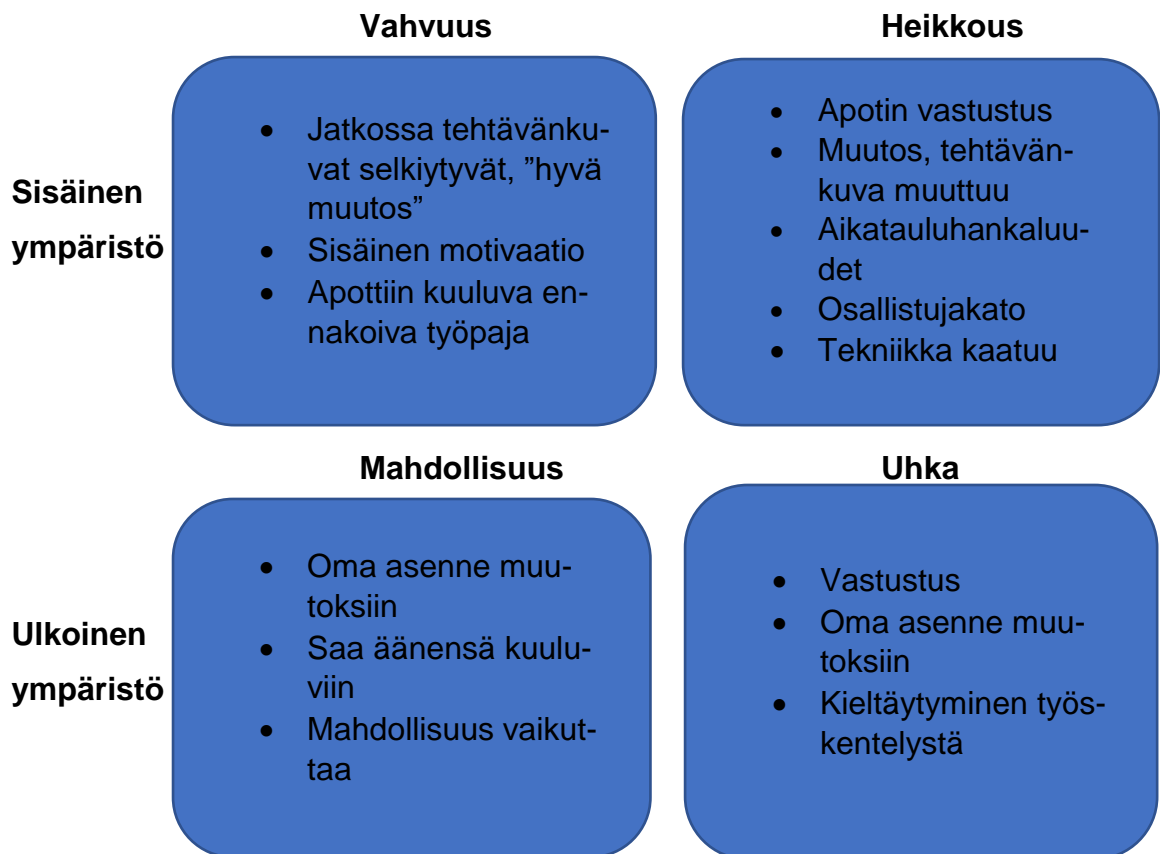 Vahvuus
Heikkous
Sisäinen
ympäristö
• Jatkossa tehtävänku-
vat selkiytyvät, ”hyvä
muutos”
• Sisäinen motivaatio
• Apottiin kuuluva en-
nakoiva työpaja
• Apotin vastustus
• Muutos, tehtävän-
kuva muuttuu
• Aikatauluhankaluu-
det
• Osallistujakato
• Tekniikka kaatuu
Mahdollisuus
Uhka
Ulkoinen
ympäristö
• Oma asenne muu-
toksiin
• Saa äänensä kuulu-
viin
• Mahdollisuus vaikut-
taa
• Vastustus
• Oma asenne muu-
toksiin
• Kieltäytyminen työs-
kentelystä